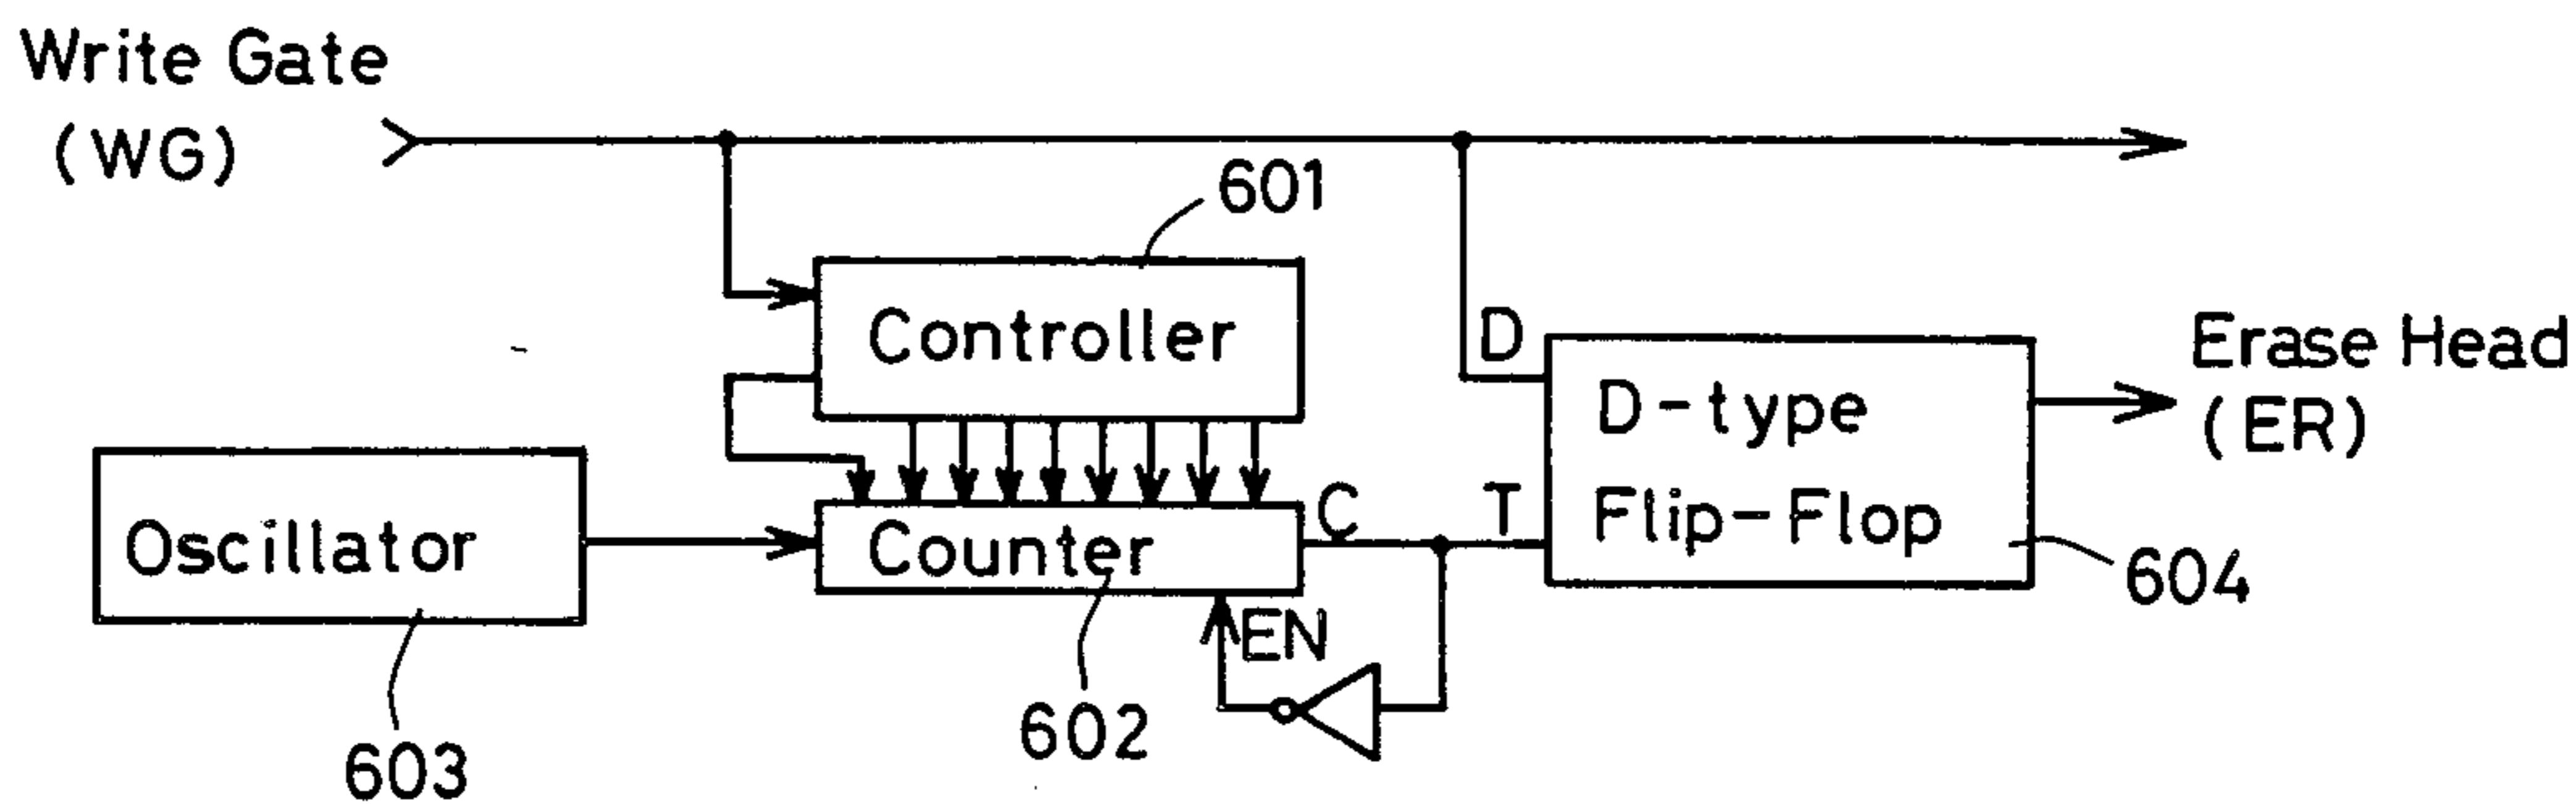 Write Gate
(WG)
601
Controller
D
D-type
Flip-Flop
Erase Head
(ER)
Oscillator
Counter
C
T
EN
604
602
603